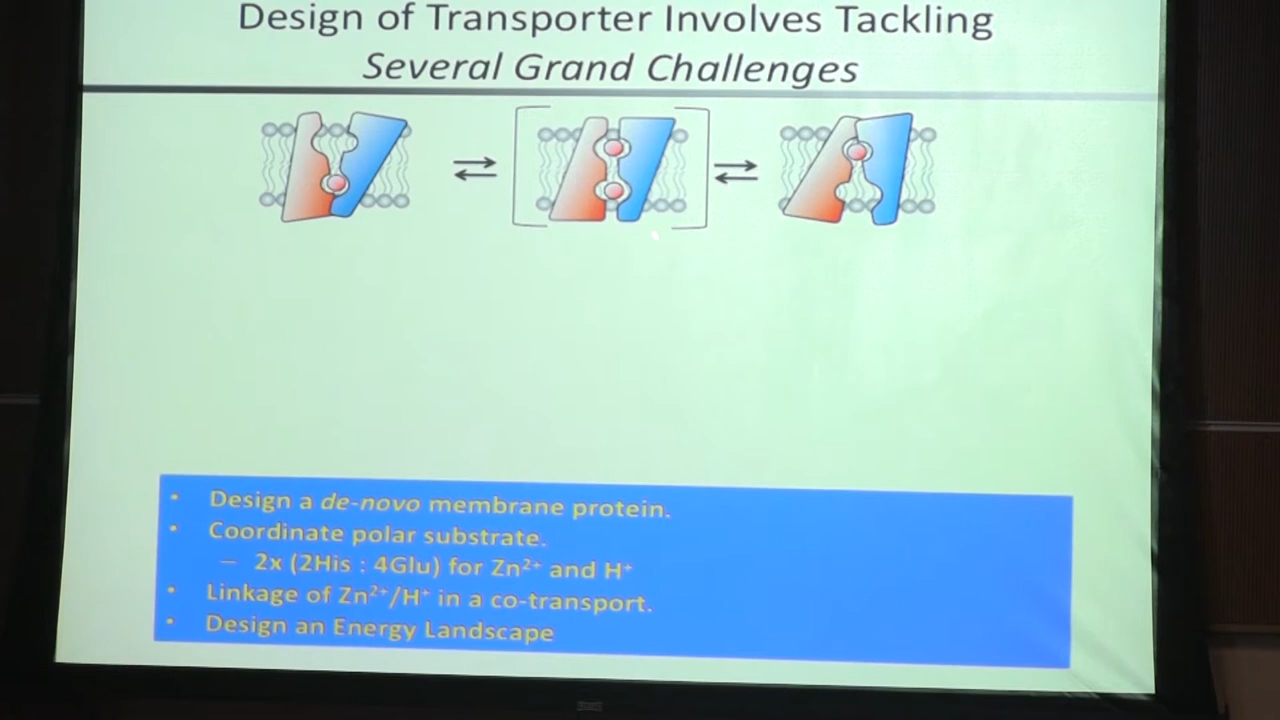 Design of Transporter Involves Tackling
Several Grand Challenges
• Design a de-novo membrane protein.
• Coordinate polar substrate.
– 2x (2His : 4Glu) for Zn²⁺ and H⁺
• Linkage of Zn²⁺/H⁺ in a co-transport.
• Design an Energy Landscape